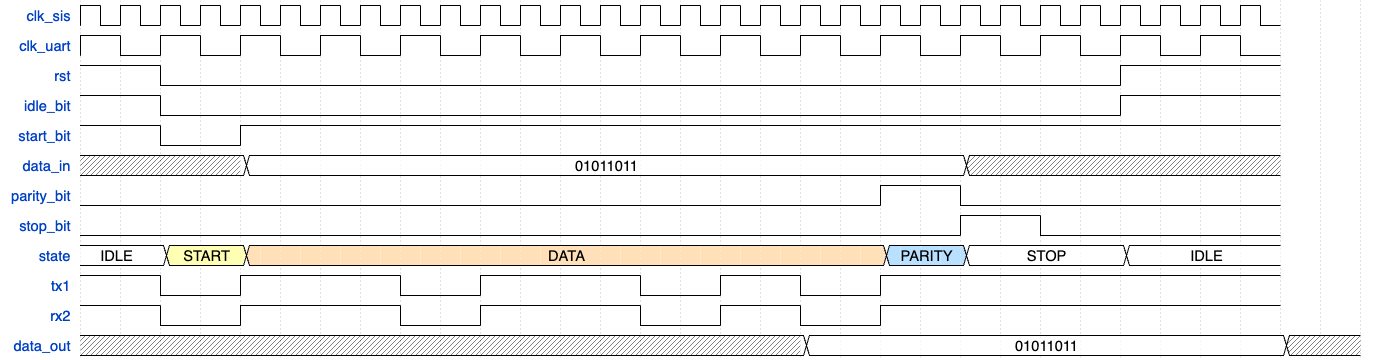 clk_sis
clk_uart
rst
idle_bit
start_bit
data_in 01011011
parity_bit
stop_bit
state IDLE START DATA PARITY STOP IDLE
tx1
rx2
data_out 01011011